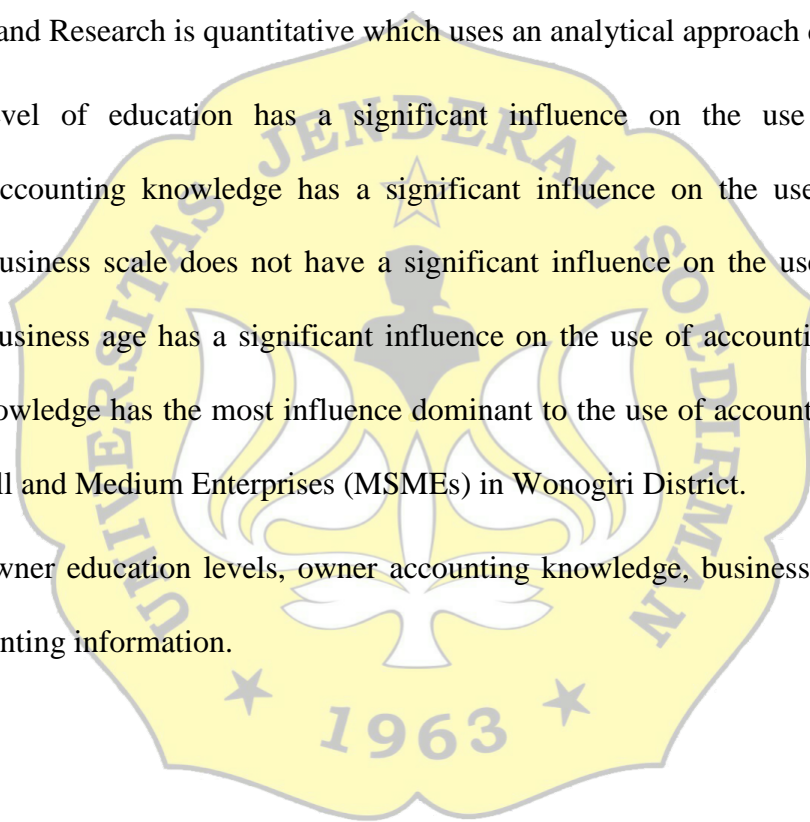 and Research is quantitative which uses an analytical approach
vel of education has a significant influence on the use
ccounting knowledge has a significant influence on the use
usiness scale does not have a significant influence on the use
usiness age has a significant influence on the use of accounti
owledge has the most influence dominant to the use of account
ll and Medium Enterprises (MSMEs) in Wonogiri District.
wner education levels, owner accounting knowledge, business
nting information.
UNIVERSITAS JENDERAL SOEDIRMAN
1963